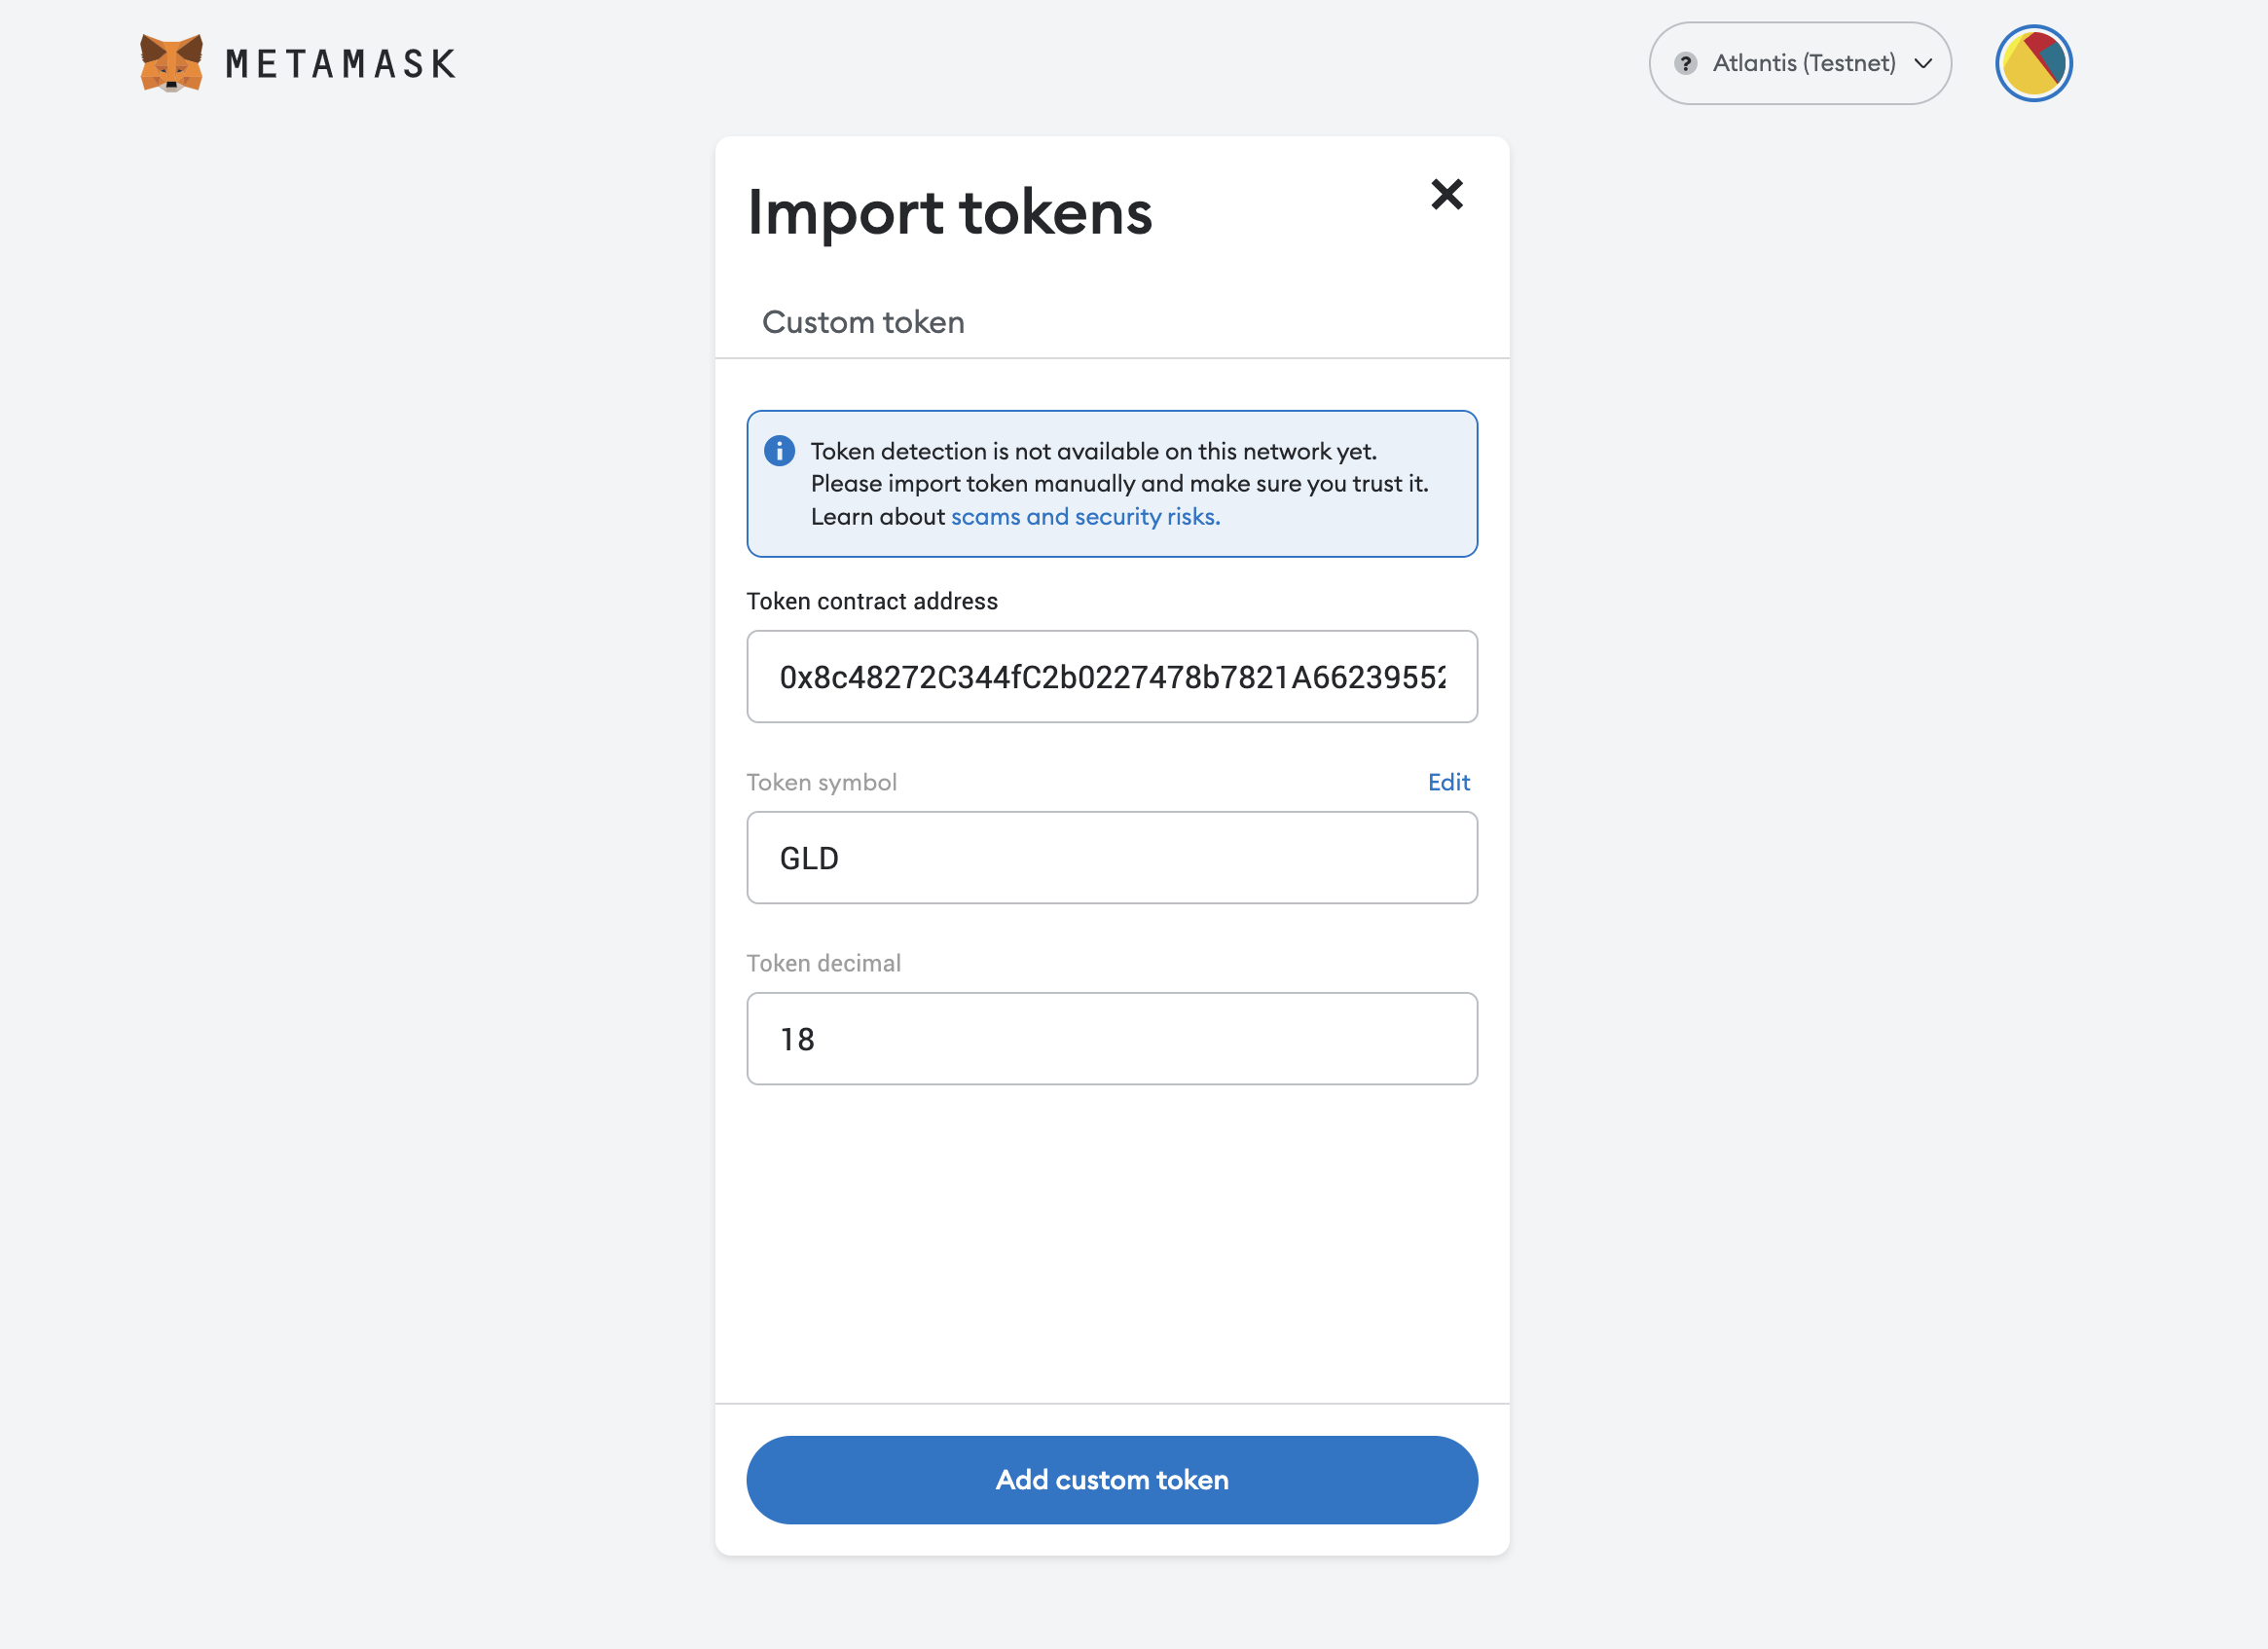 METAMASK
? Atlantis (Testnet)
Import tokens
Custom token
Token detection is not available on this network yet.
Please import token manually and make sure you trust it.
Learn about scams and security risks.
Token contract address
0x8c48272C344fC2b0227478b7821A66239552
Token symbol
Edit
GLD
Token decimal
18
Add custom token